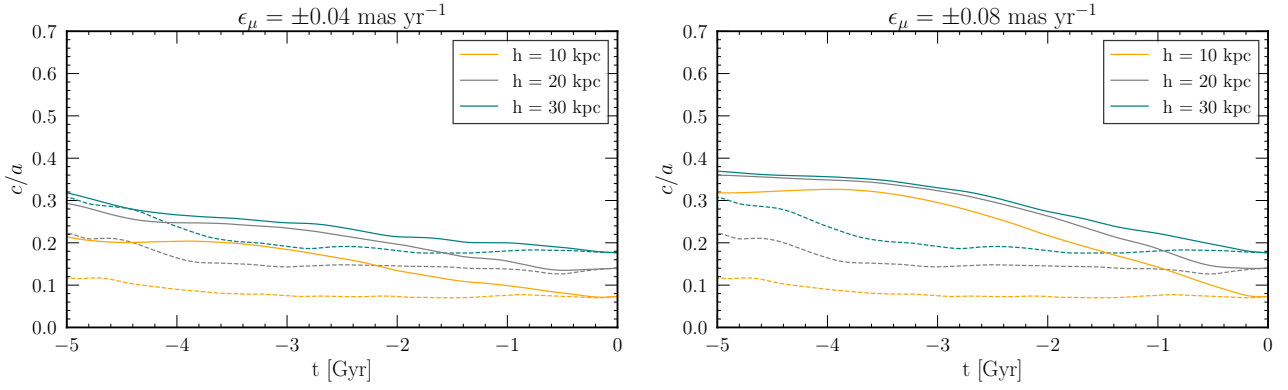 ϵμ = ±0.04 mas yr⁻¹
0.7
0.6
0.5
0.4
0.3
0.2
0.1
0.0
c/a
h = 10 kpc
h = 20 kpc
h = 30 kpc
−5 −4 −3 −2 −1 0
t [Gyr]
ϵμ = ±0.08 mas yr⁻¹
0.7
0.6
0.5
0.4
0.3
0.2
0.1
0.0
c/a
h = 10 kpc
h = 20 kpc
h = 30 kpc
−5 −4 −3 −2 −1 0
t [Gyr]